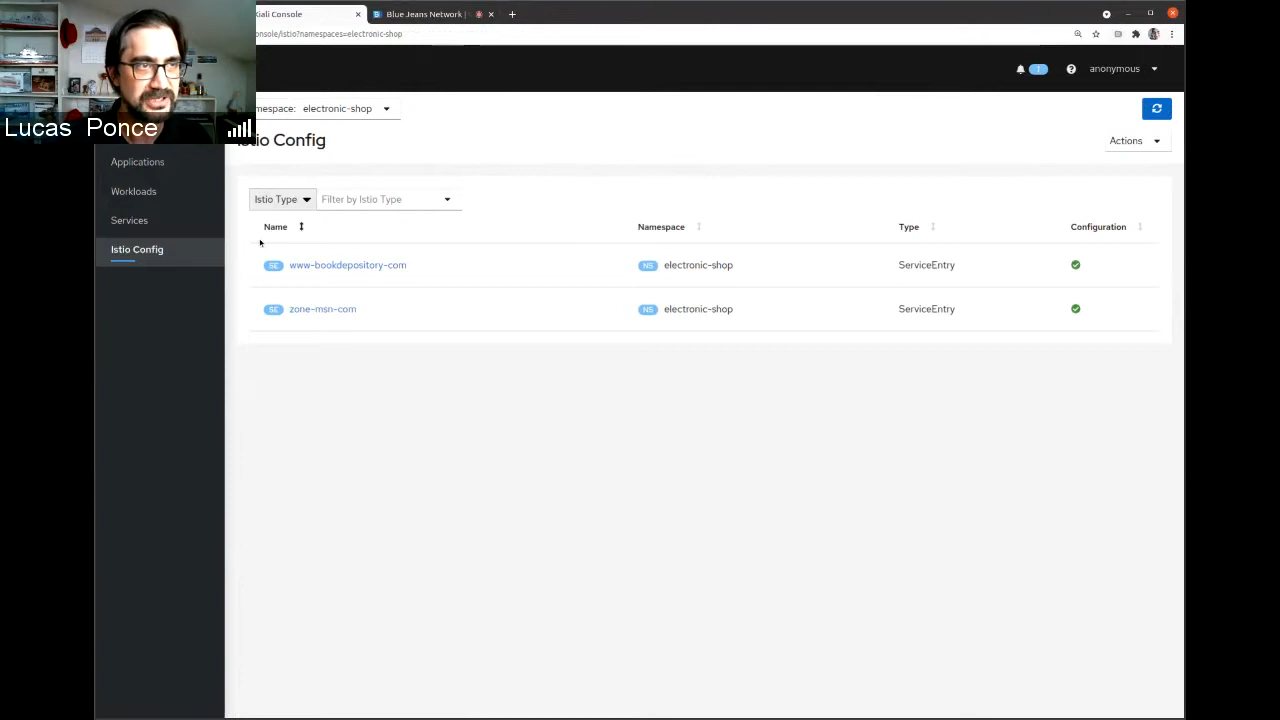 Kiali Console
Blue Jeans Network |
console/istio?namespaces=electronic-shop
anonymous
mespace: electronic-shop
Lucas Ponce
Istio Config
Actions
Applications
Workloads
Services
Istio Config
Istio Type
Filter by Istio Type
Name Namespace Type Configuration
SE www-bookdepository-com NS electronic-shop ServiceEntry
SE zone-msn-com NS electronic-shop ServiceEntry